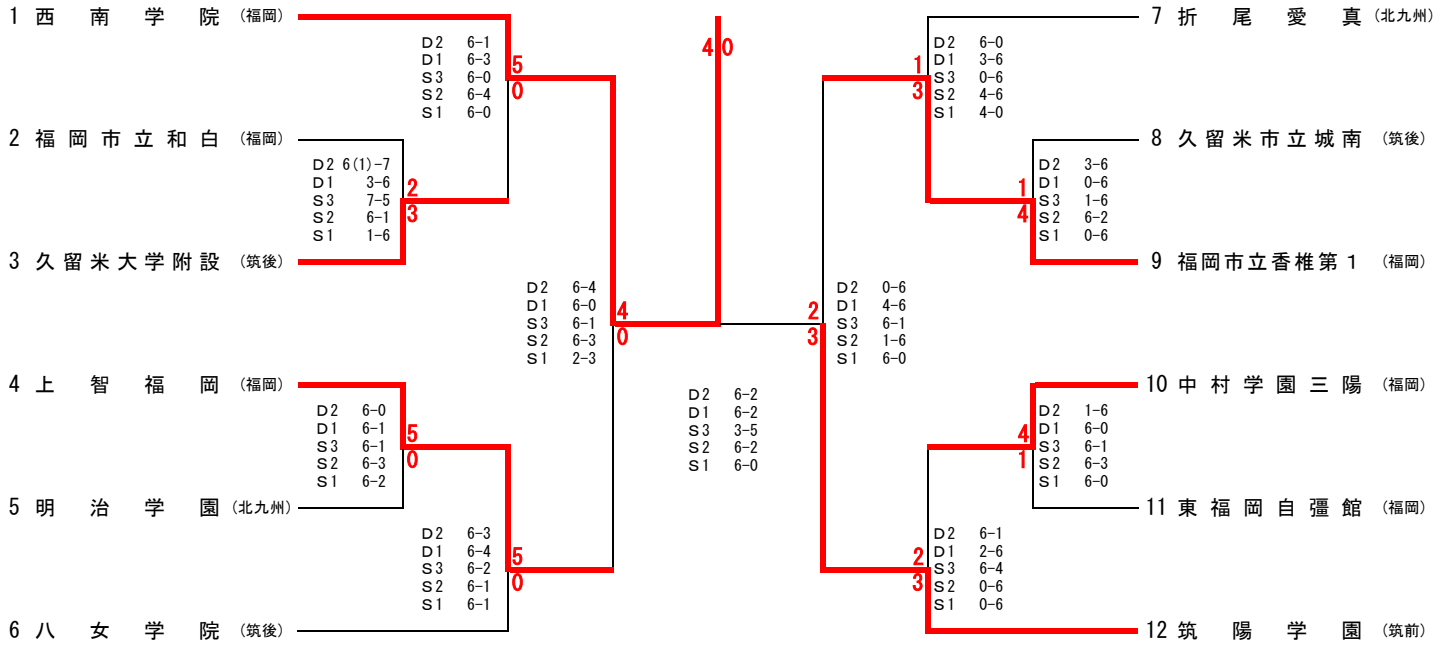 1 西南学院 (福岡)
D2 6-1
D1 6-3
S3 6-0
S2 6-4
S1 6-0
5
0
2 福岡市立和白 (福岡)
D2 6(1)-7
D1 3-6
S3 7-5
S2 6-1
S1 1-6
2
3
3 久留米大学附設 (筑後)
D2 6-4
D1 6-0
S3 6-1
S2 6-3
S1 2-3
4
0
4 上智福岡 (福岡)
D2 6-0
D1 6-1
S3 6-1
S2 6-3
S1 6-2
5
0
5 明治学園 (北九州)
D2 6-3
D1 6-4
S3 6-2
S2 6-1
S1 6-1
5
0
6 八女学院 (筑後)
4 0
D2 6-2
D1 6-2
S3 3-5
S2 6-2
S1 6-0
7 折尾愛真 (北九州)
D2 6-0
D1 3-6
S3 0-6
S2 4-6
S1 4-0
1
3
8 久留米市立城南 (筑後)
D2 3-6
D1 0-6
S3 1-6
S2 6-2
S1 0-6
1
4
9 福岡市立香椎第1 (福岡)
D2 0-6
D1 4-6
S3 6-1
S2 1-6
S1 6-0
2
3
10 中村学園三陽 (福岡)
D2 1-6
D1 6-0
S3 6-1
S2 6-3
S1 6-0
4
1
11 東福岡自彊館 (福岡)
D2 6-1
D1 2-6
S3 6-4
S2 0-6
S1 0-6
2
3
12 筑陽学園 (筑前)